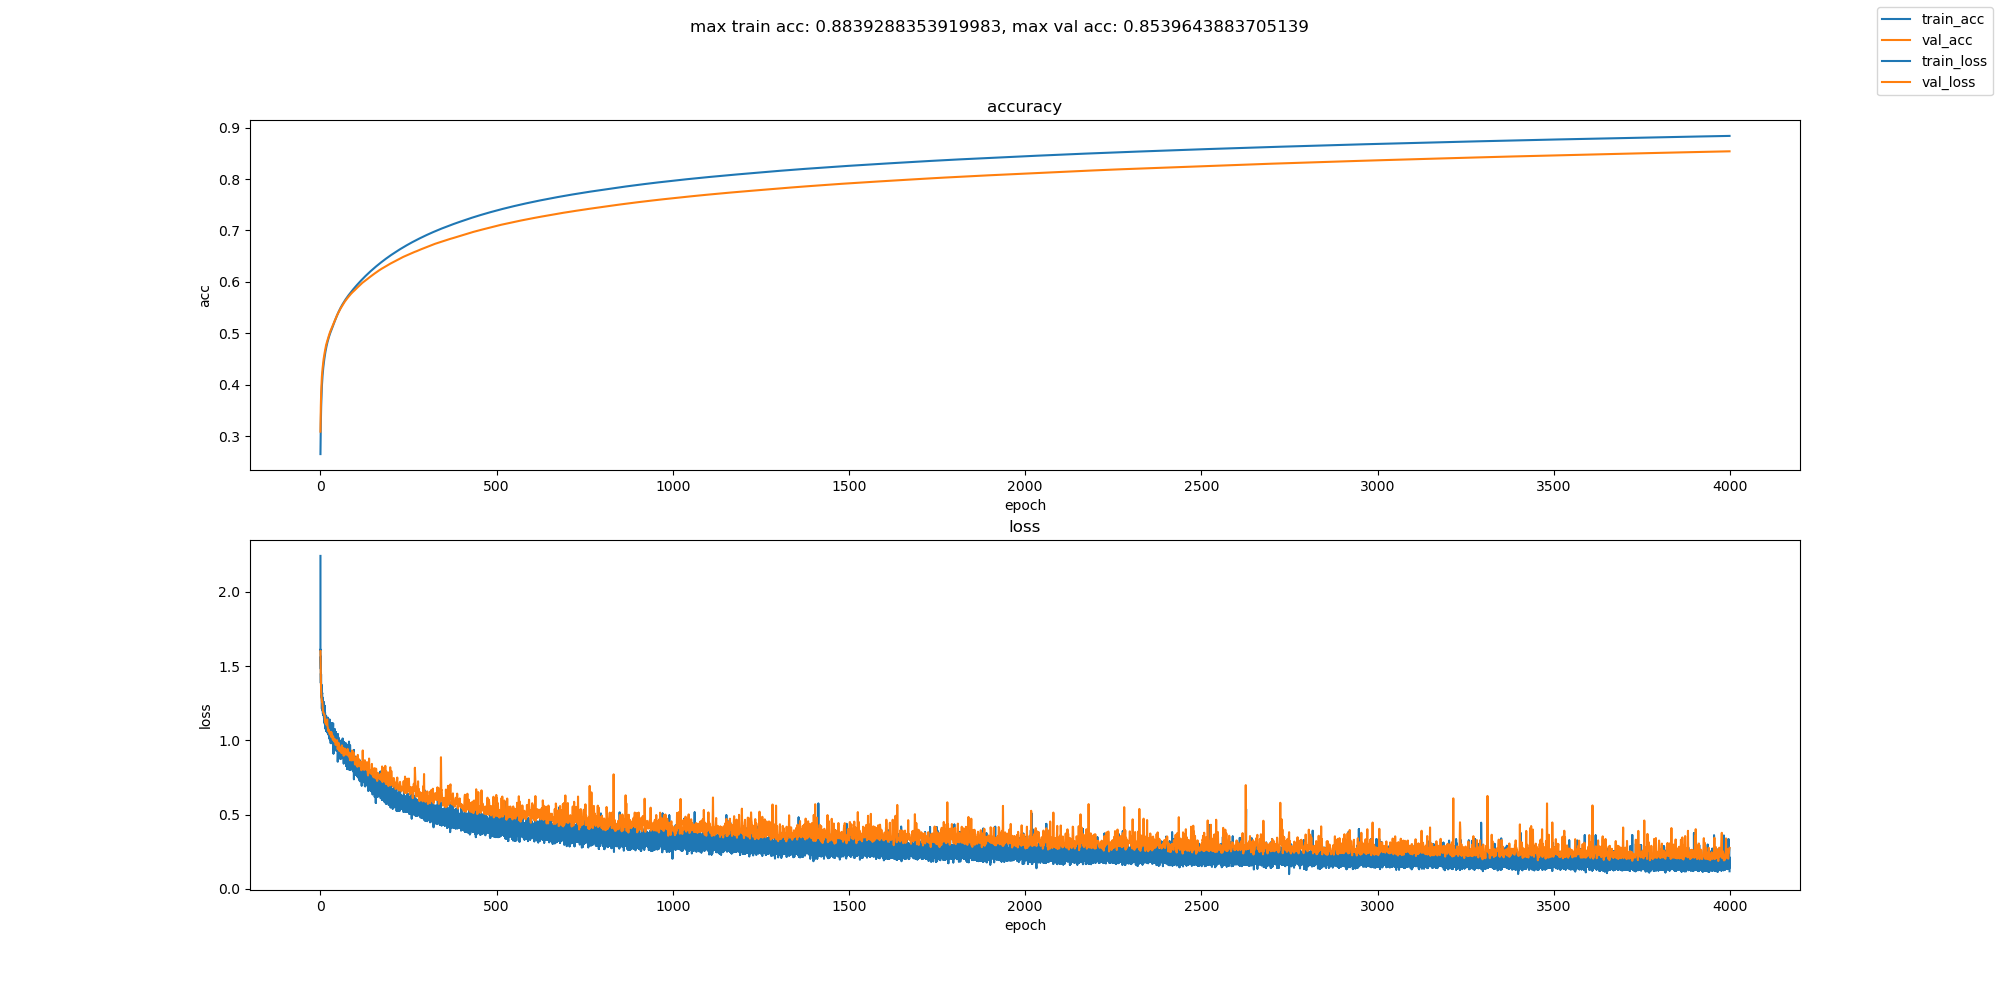 max train acc: 0.8839288353919983, max val acc: 0.8539643883705139
train_acc
val_acc
train_loss
val_loss
accuracy
0.9
0.8
0.7
0.6
0.5
0.4
0.3
acc
0 500 1000 1500 2000 2500 3000 3500 4000
epoch
loss
2.0
1.5
1.0
0.5
0.0
loss
0 500 1000 1500 2000 2500 3000 3500 4000
epoch